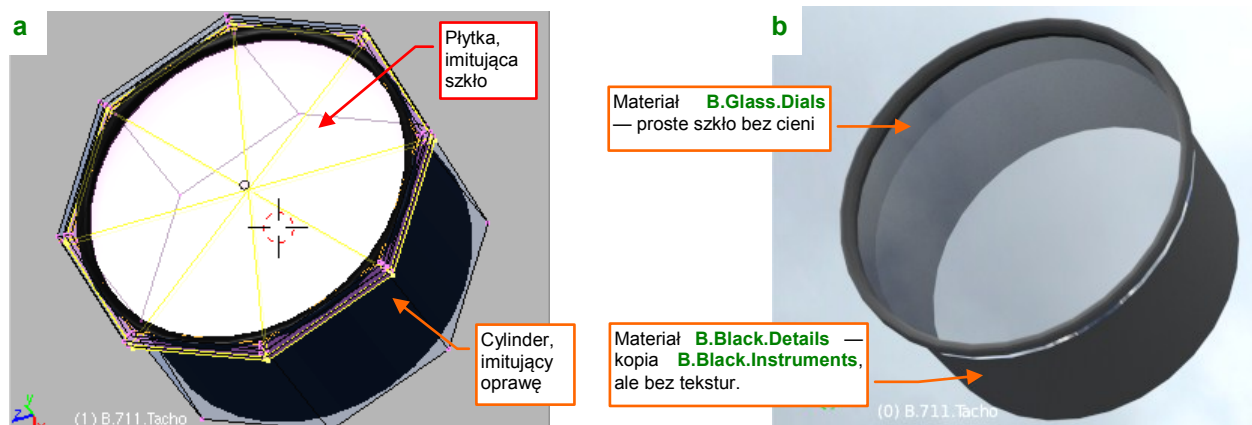 a
Płytka,
imitująca
szkło
Cylinder,
imitujący
oprawę
(1) B.711.Tacho
b
Materiał B.Glass.Dials
— proste szkło bez cieni
Materiał B.Black.Details —
kopia B.Black.Instruments,
ale bez tekstur.
(0) B.711.Tacho